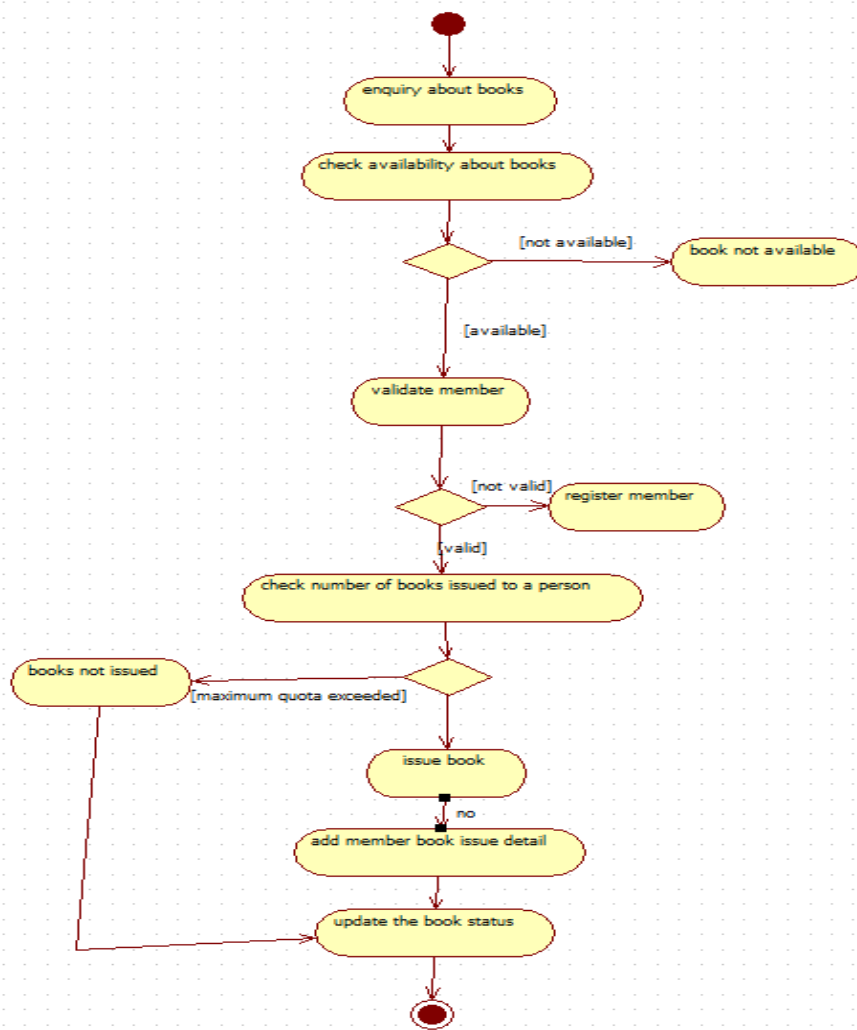 enquiry about books
check availability about books
[not available]
book not available
[available]
validate member
[not valid]
register member
[valid]
check number of books issued to a person
books not issued
[maximum quota exceeded]
issue book
no
add member book issue detail
update the book status